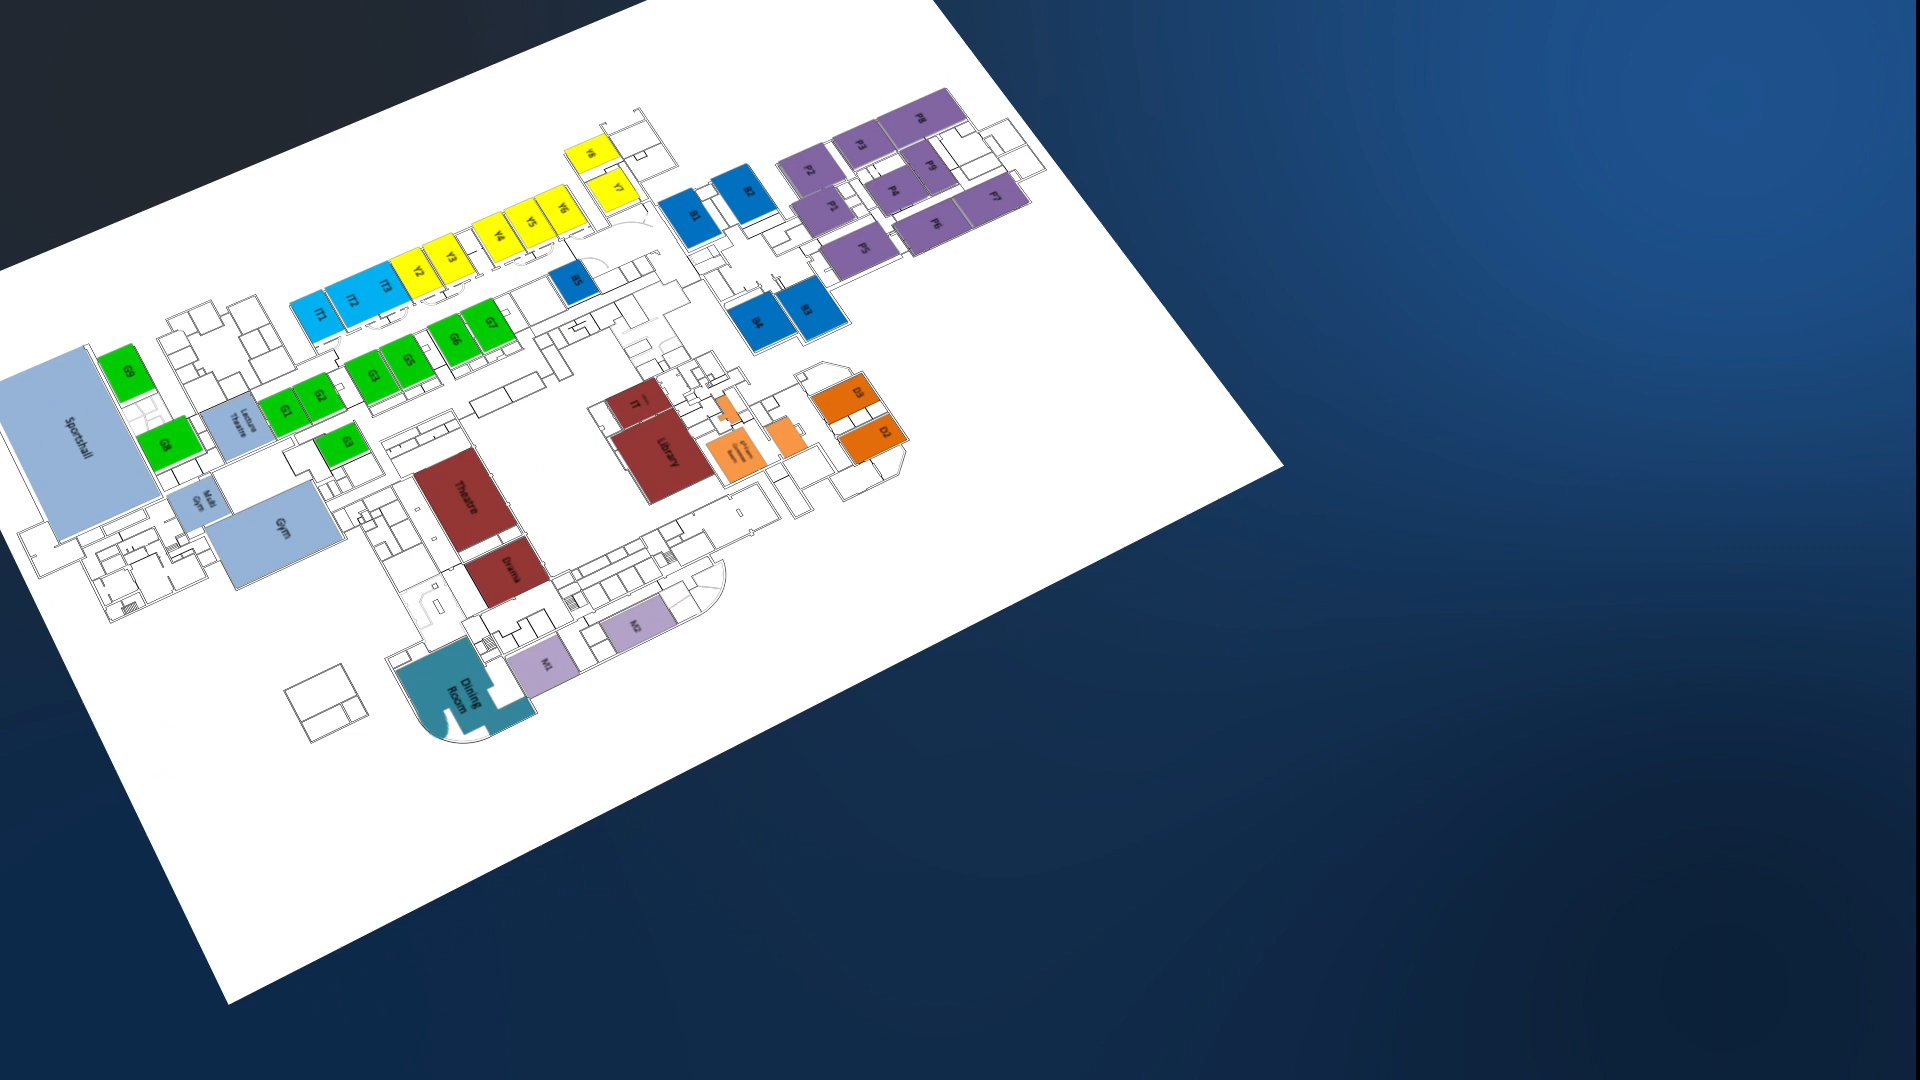 P8
P3
Y8
P9
P2
P4
Y7
B2
P7
P1
Y6
B1
Y5
P6
Y4
P5
Y3
Y2
B5
IT3
IT2
B3
IT1
G7
B4
G6
G5
G9
G3
D3
G2
IT
G1
Lecture
Theatre
D2
Sportshall
G3
G8
Library
Theatre
Multi
Gym
Gym
Drama
M2
M1
Dining
Room